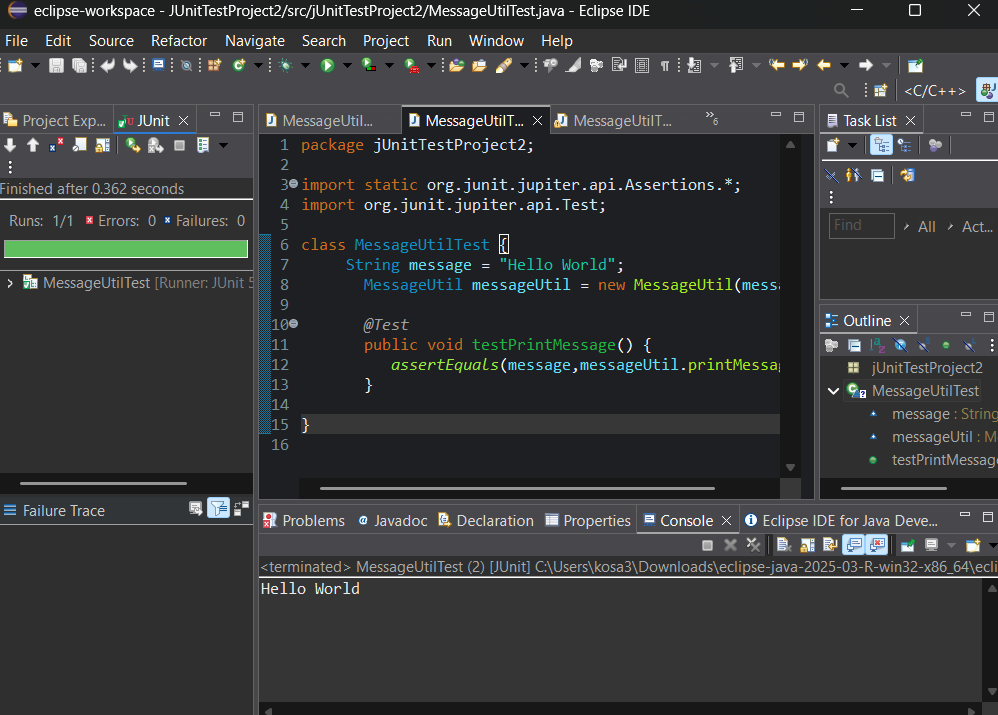 eclipse-workspace - JUnitTestProject2/src/jUnitTestProject2/MessageUtilTest.java - Eclipse IDE
File Edit Source Refactor Navigate Search Project Run Window Help
<C/C++>
Project Exp... JUnit
Finished after 0.362 seconds
Runs: 1/1 Errors: 0 Failures: 0
MessageUtilTest [Runner: JUnit 5
Failure Trace
MessageUtil... MessageUtilT... MessageUtilT... »6
1 package jUnitTestProject2;
2
3 import static org.junit.jupiter.api.Assertions.*;
4 import org.junit.jupiter.api.Test;
5
6 class MessageUtilTest {
7 String message = "Hello World";
8 MessageUtil messageUtil = new MessageUtil(messa
9
10 @Test
11 public void testPrintMessage() {
12 assertEquals(message,messageUtil.printMessag
13 }
14
15 }
16
Task List
Find All Act...
Outline
jUnitTestProject2
MessageUtilTest
message : String
messageUtil : M
testPrintMessage
Problems Javadoc Declaration Properties Console Eclipse IDE for Java Deve...
<terminated> MessageUtilTest (2) [JUnit] C:\Users\kosa3\Downloads\eclipse-java-2025-03-R-win32-x86_64\ecli
Hello World